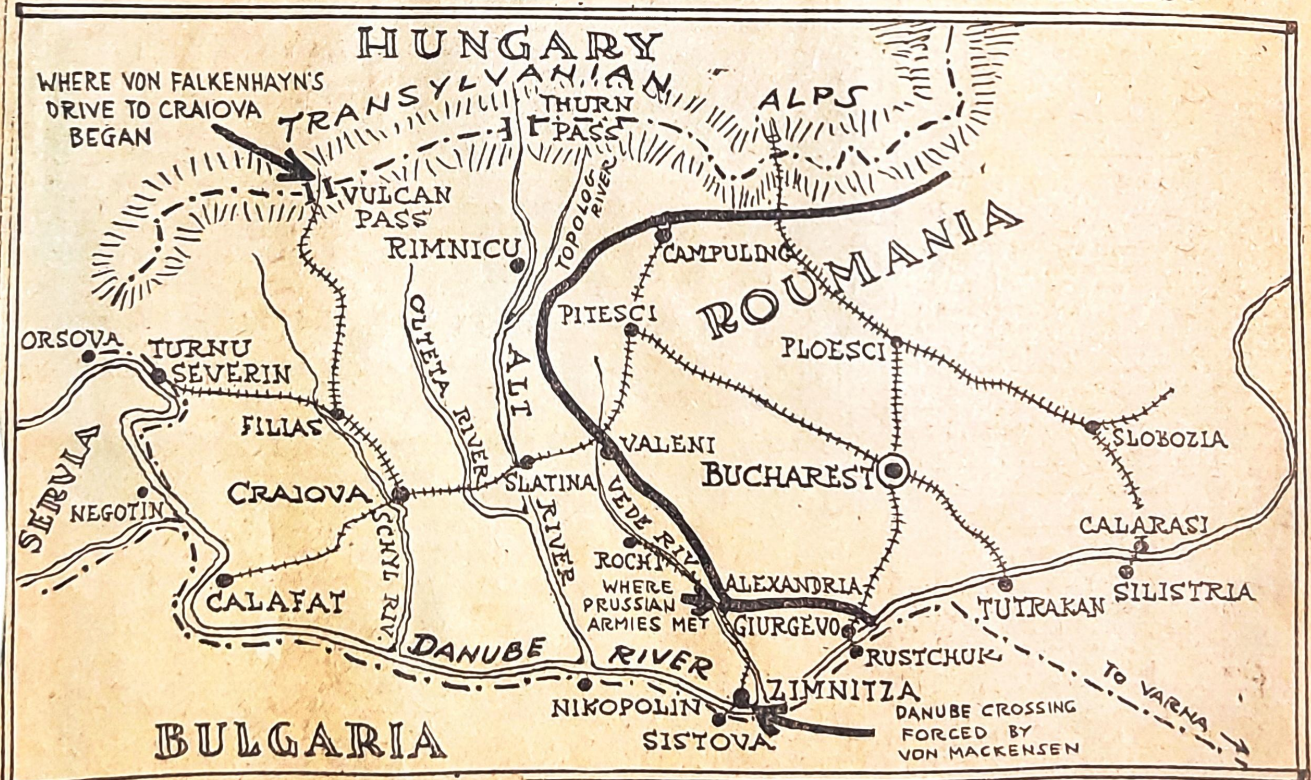 HUNGARY
WHERE VON FALKENHAYN'S
DRIVE TO CRAIOVA
BEGAN
TRANSYLVANIAN ALPS
THURN
PASS
VULCAN
PASS
RIMNICU
TOPOLOG
RIVER
CAMPULING
ROUMANIA
OLTETA RIVER
PITESCI
PLOESCI
ORSOVA
TURNU
SEVERIN
ALT RIVER
FILIAS
VALENI
SLOBOZIA
SERVIA
CRAIOVA
SLATINA
BUCHAREST
NEGOTIN
SCHYL RIV.
VEDE RIV.
ROCHI
CALARASI
CALAFAT
WHERE
PRUSSIAN
ARMIES MET
ALEXANDRIA
GIURGEVO
TUTRAKAN
SILISTRIA
DANUBE RIVER
RUSTCHUK
TO VARNA
NIKOPOLIN
ZIMNITZA
SISTOVA
DANUBE CROSSING
FORCED BY
VON MACKENSEN
BULGARIA